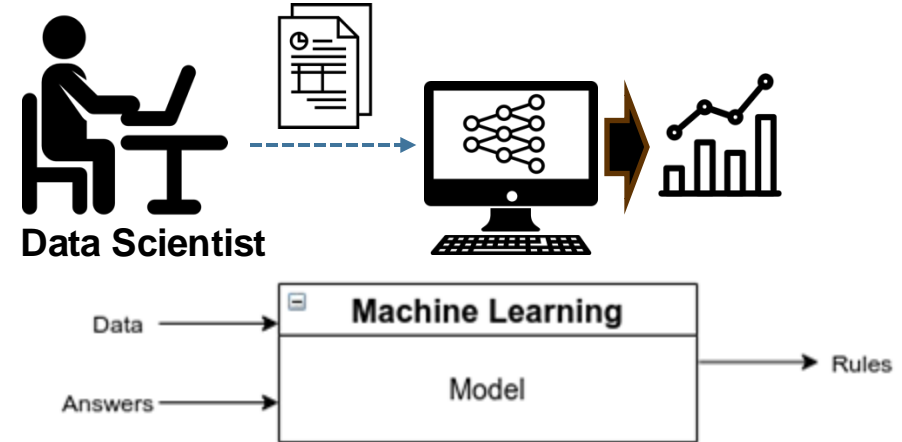 Data Scientist
Machine Learning
Data
Model
Rules
Answers